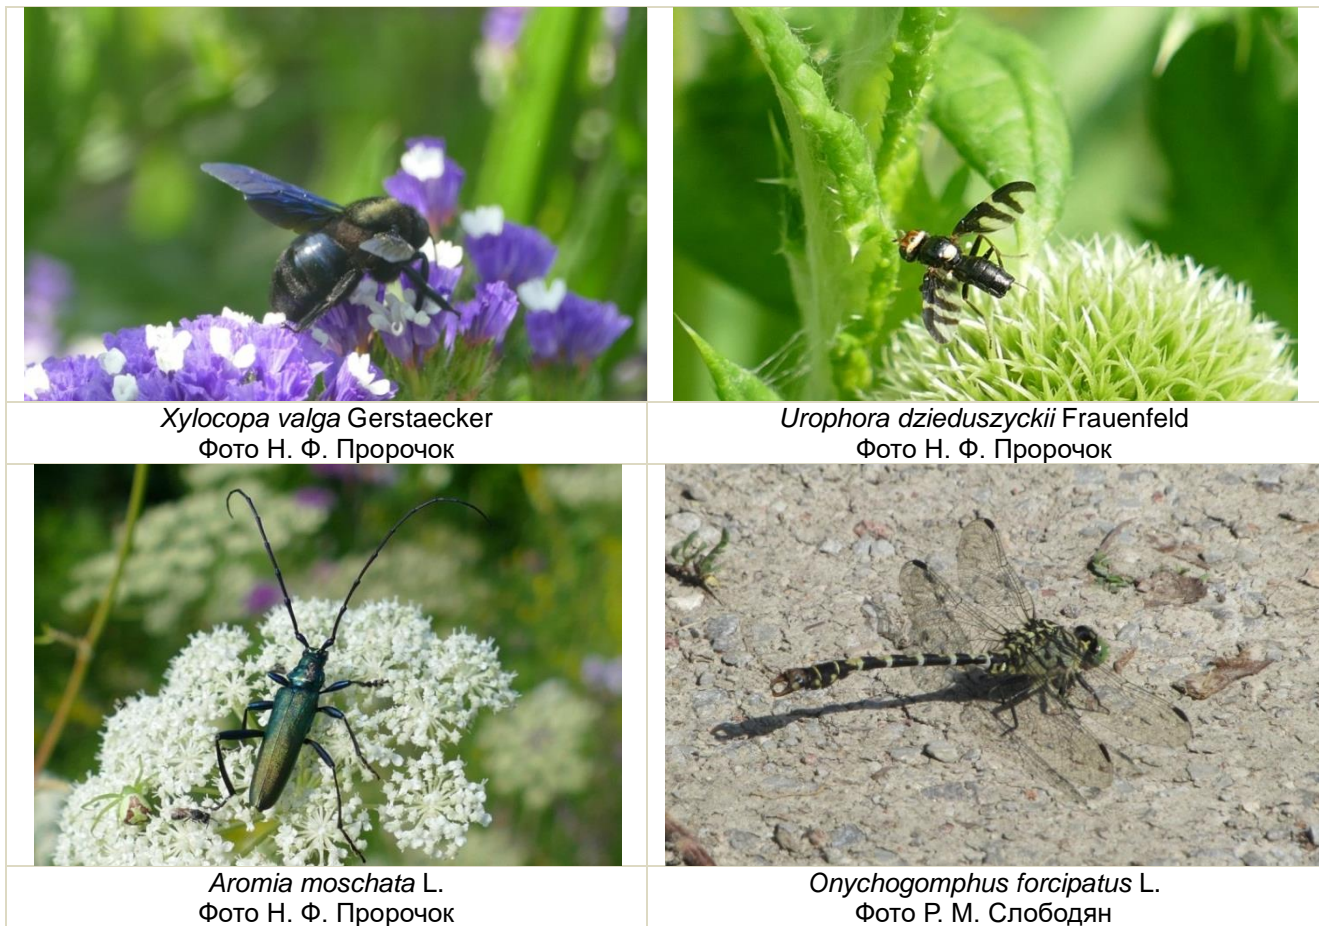 Xylocopa valga Gerstaecker
Фото Н. Ф. Пророчок
Urophora dzieduszyckii Frauenfeld
Фото Н. Ф. Пророчок
Aromia moschata L.
Фото Н. Ф. Пророчок
Onychogomphus forcipatus L.
Фото Р. М. Слободян